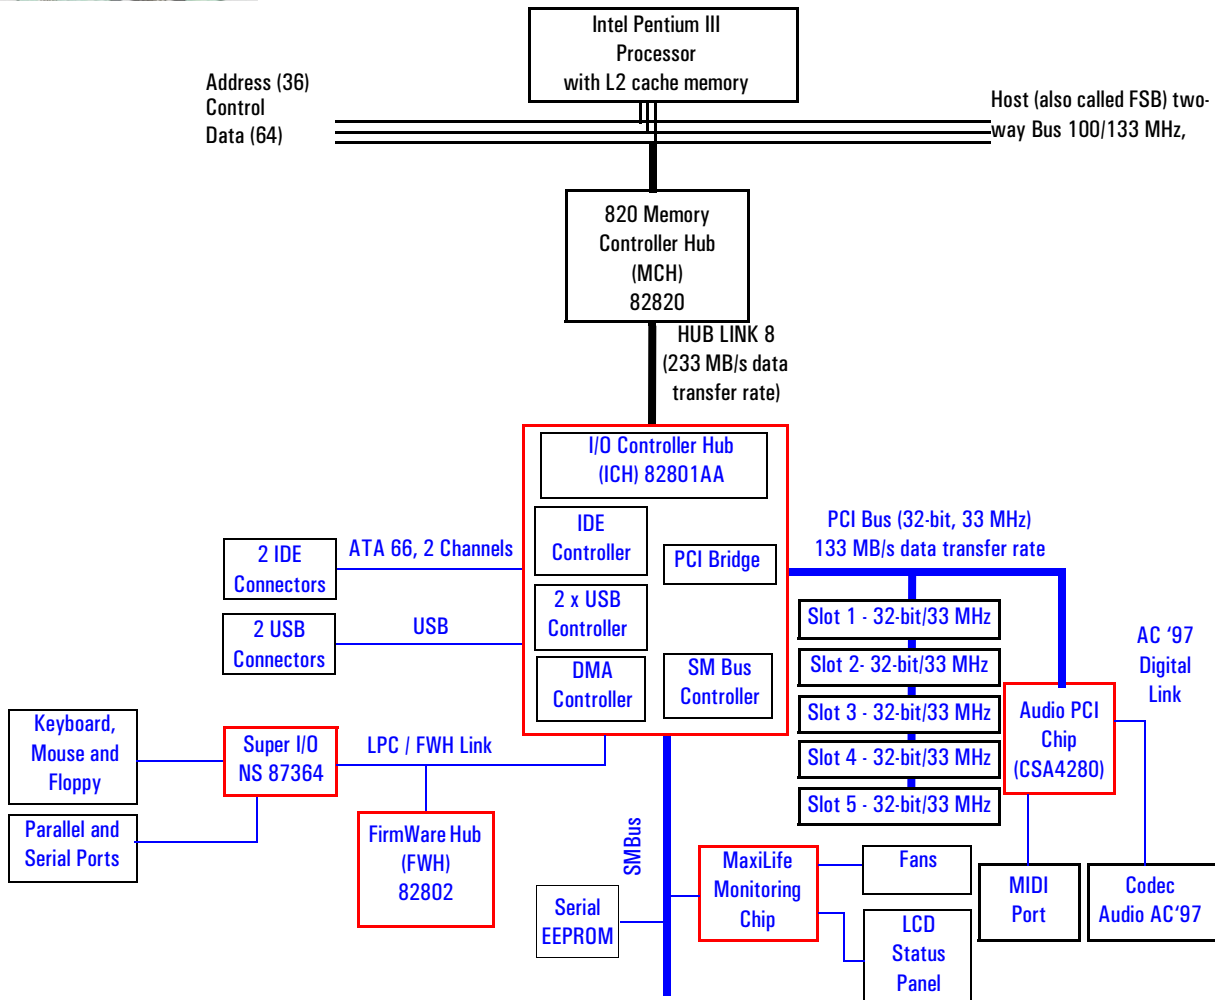 Intel Pentium III
Processor
with L2 cache memory
Address (36)
Control
Data (64)
Host (also called FSB) two-
way Bus 100/133 MHz,
820 Memory
Controller Hub
(MCH)
82820
HUB LINK 8
(233 MB/s data
transfer rate)
I/O Controller Hub
(ICH) 82801AA
IDE
Controller
PCI Bridge
2 x USB
Controller
DMA
Controller
SM Bus
Controller
ATA 66, 2 Channels
2 IDE
Connectors
USB
2 USB
Connectors
PCI Bus (32-bit, 33 MHz)
133 MB/s data transfer rate
Slot 1 - 32-bit/33 MHz
Slot 2- 32-bit/33 MHz
Slot 3 - 32-bit/33 MHz
Slot 4 - 32-bit/33 MHz
Slot 5 - 32-bit/33 MHz
AC ‘97
Digital
Link
Audio PCI
Chip
(CSA4280)
Keyboard,
Mouse and
Floppy
Super I/O
NS 87364
LPC / FWH Link
Parallel and
Serial Ports
FirmWare Hub
(FWH)
82802
SMBus
Serial
EEPROM
MaxiLife
Monitoring
Chip
Fans
LCD
Status
Panel
MIDI
Port
Codec
Audio AC‘97